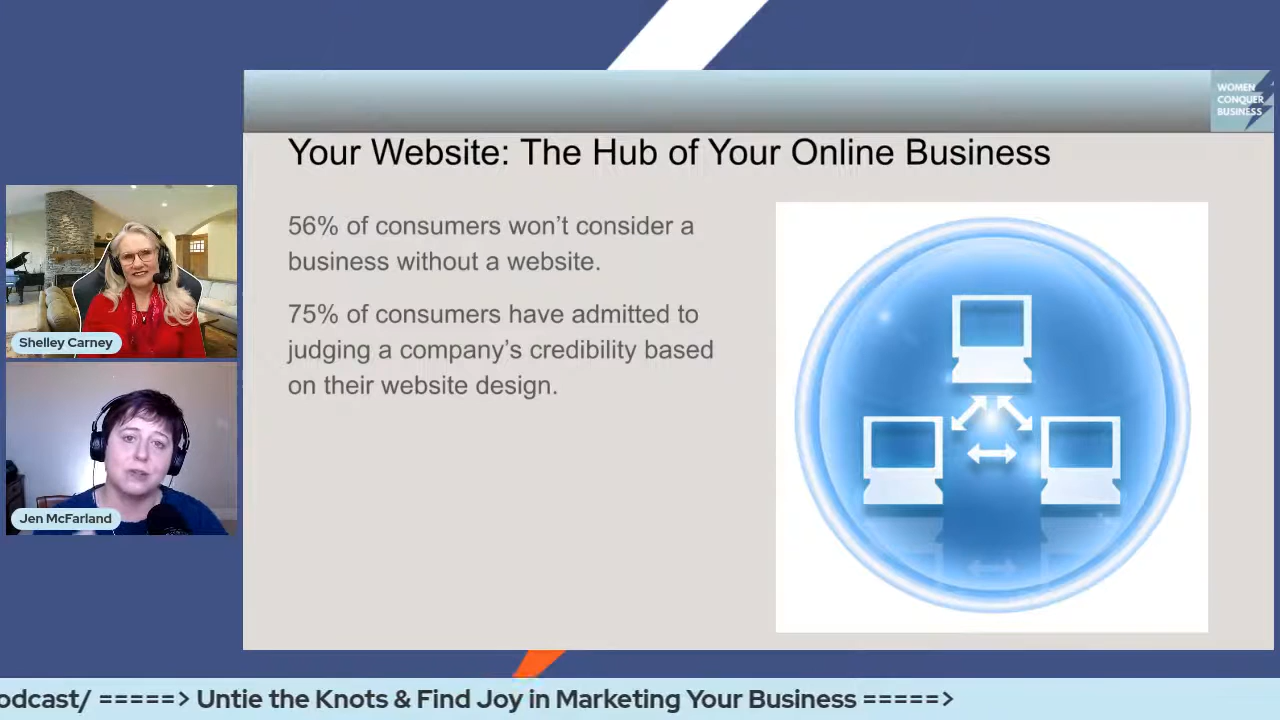 WOMEN
CONQUER
BUSINESS
Your Website: The Hub of Your Online Business
56% of consumers won’t consider a
business without a website.
75% of consumers have admitted to
judging a company’s credibility based
on their website design.
Shelley Carney
Jen McFarland
odcast/ =====> Untie the Knots & Find Joy in Marketing Your Business =====>